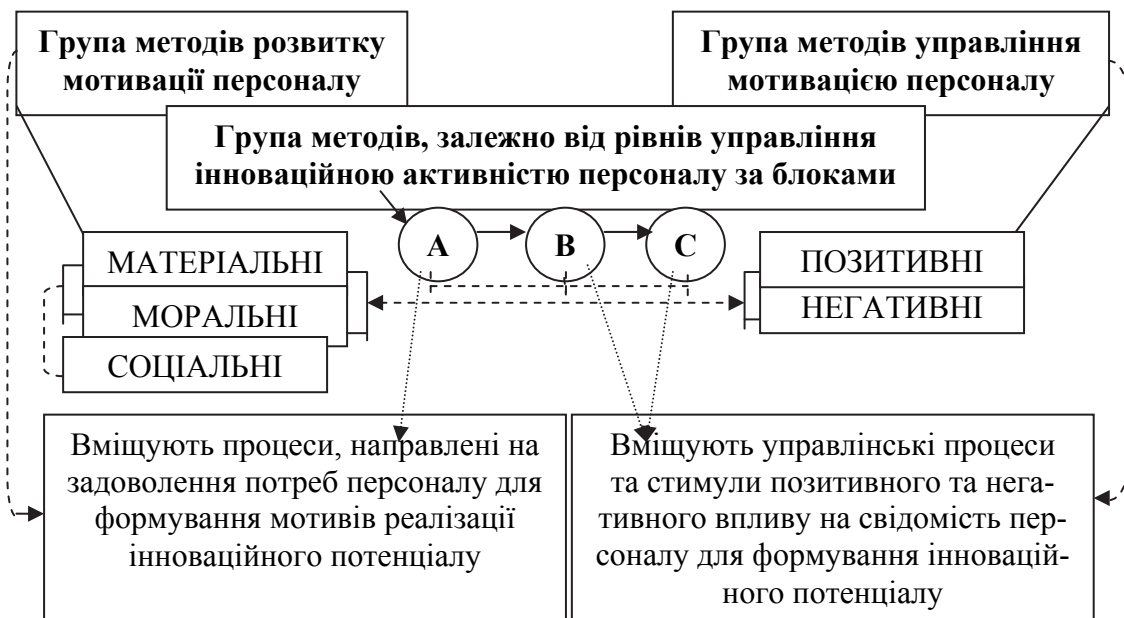 Група методів розвитку
мотивації персоналу
Група методів управління
мотивацією персоналу
Група методів, залежно від рівнів управління
інноваційною активністю персоналу за блоками
А
В
С
МАТЕРІАЛЬНІ
МОРАЛЬНІ
СОЦІАЛЬНІ
ПОЗИТИВНІ
НЕГАТИВНІ
Вміщують процеси, направлені на
задоволення потреб персоналу для
формування мотивів реалізації
інноваційного потенціалу
Вміщують управлінські процеси
та стимули позитивного та нега-
тивного впливу на свідомість пер-
соналу для формування інновацій-
ного потенціалу